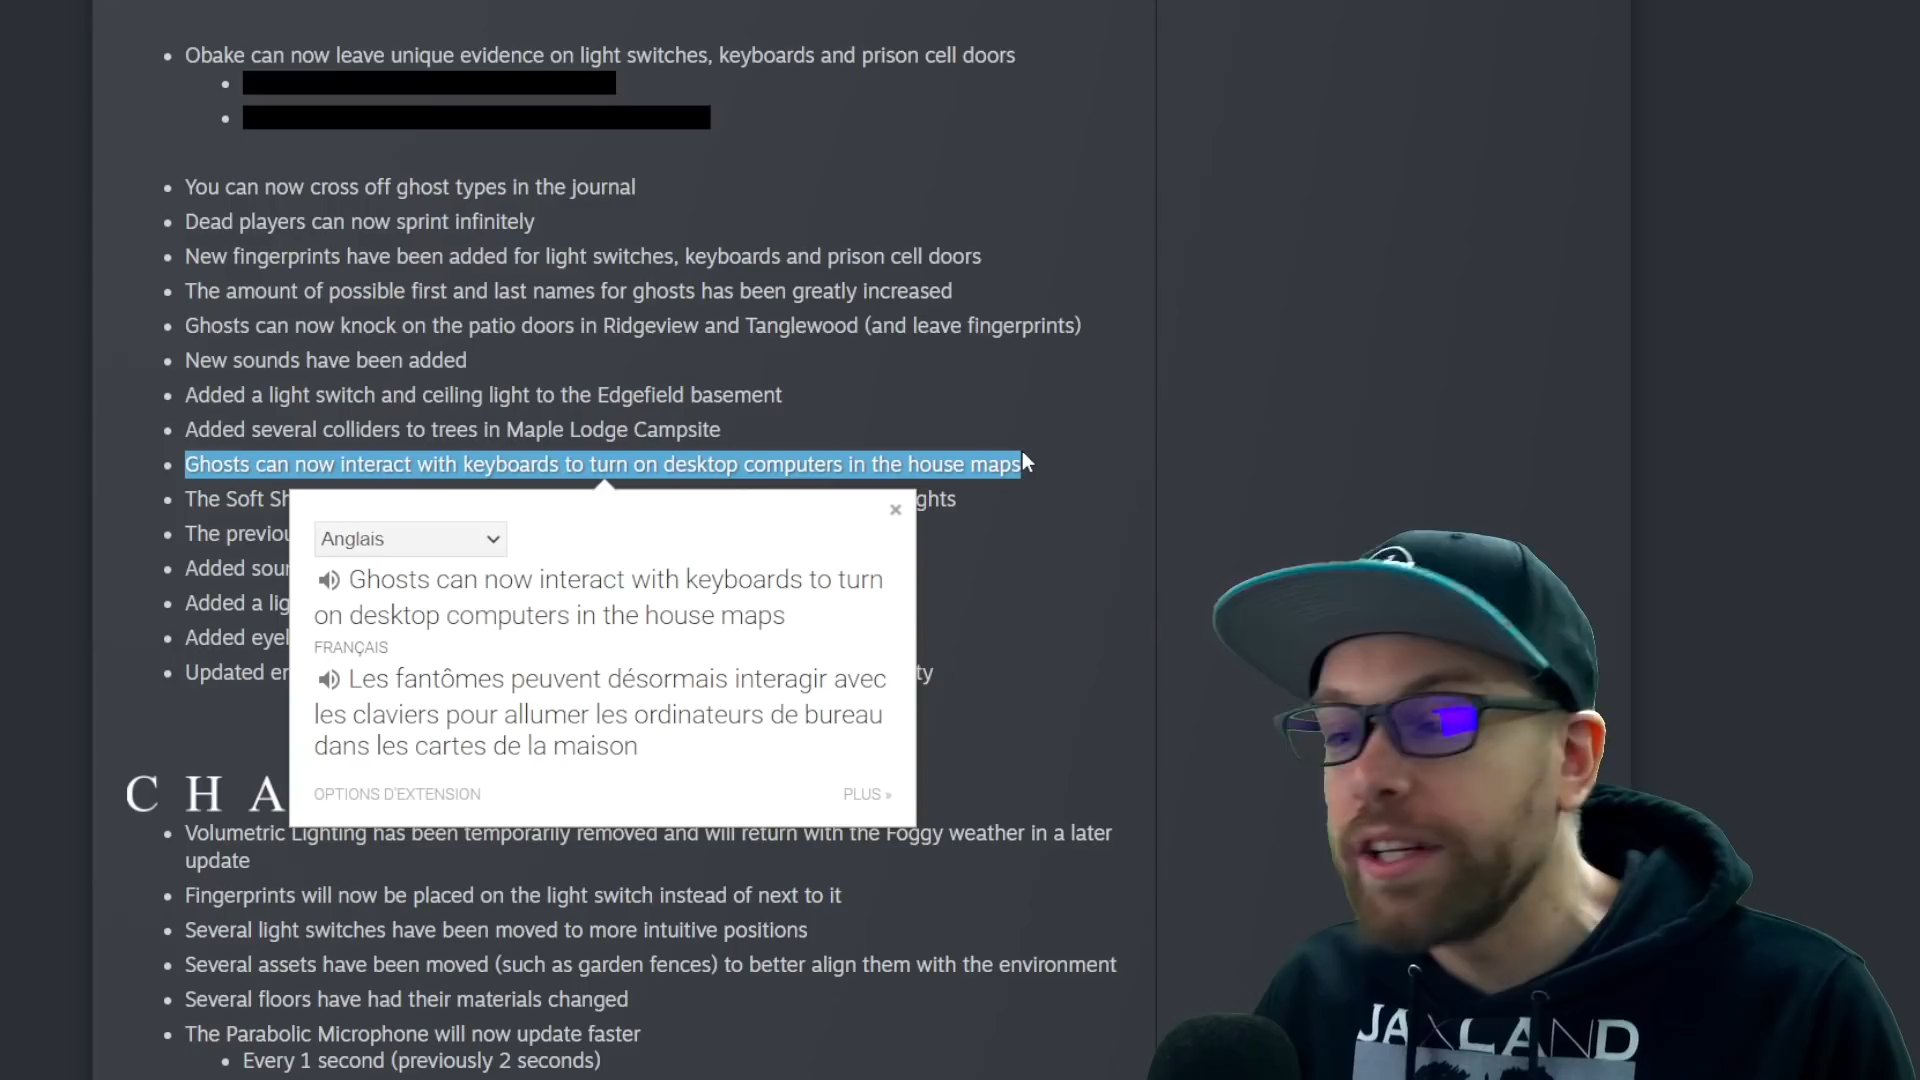 Obake can now leave unique evidence on light switches, keyboards and prison cell doors
You can now cross off ghost types in the journal
Dead players can now sprint infinitely
New fingerprints have been added for light switches, keyboards and prison cell doors
The amount of possible first and last names for ghosts has been greatly increased
Ghosts can now knock on the patio doors in Ridgeview and Tanglewood (and leave fingerprints)
New sounds have been added
Added a light switch and ceiling light to the Edgefield basement
Added several colliders to trees in Maple Lodge Campsite
Ghosts can now interact with keyboards to turn on desktop computers in the house maps
The Soft
The
Added
Added a
Added
Updated
×
Anglais
Ghosts can now interact with keyboards to turn
on desktop computers in the house maps
FRANÇAIS
Les fantômes peuvent désormais interagir avec
les claviers pour allumer les ordinateurs de bureau
dans les cartes de la maison
OPTIONS D'EXTENSION PLUS »
C H A
Volumetric Lighting has been temporarily removed and will return with the Foggy weather in a later
update
Fingerprints will now be placed on the light switch instead of next to it
Several light switches have been moved to more intuitive positions
Several assets have been moved (such as garden fences) to better align them with the environment
Several floors have had their materials changed
The Parabolic Microphone will now update faster
Every 1 second (previously 2 seconds)
JAXLAND